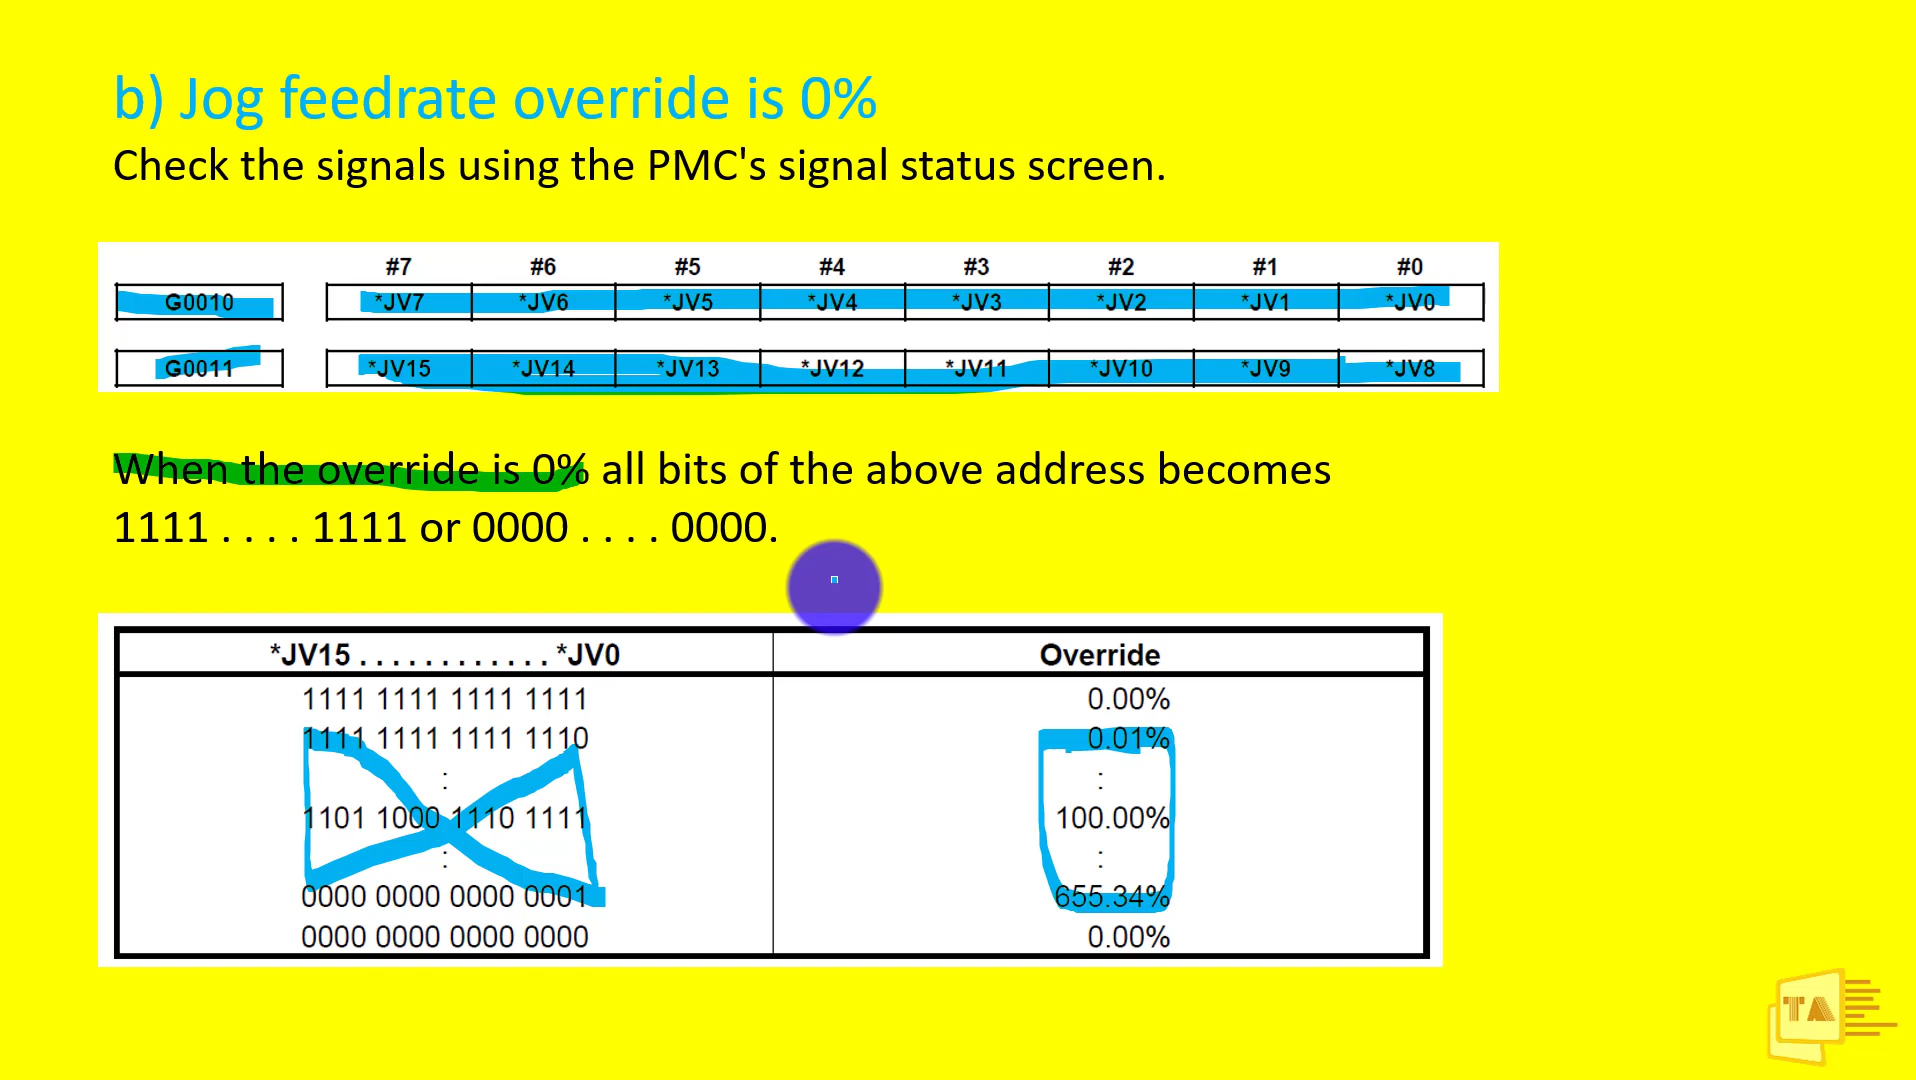 b) Jog feedrate override is 0%
Check the signals using the PMC's signal status screen.
#7 #6 #5 #4 #3 #2 #1 #0
G0010 *JV7 *JV6 *JV5 *JV4 *JV3 *JV2 *JV1 *JV0
G0011 *JV15 *JV14 *JV13 *JV12 *JV11 *JV10 *JV9 *JV8
When the override is 0% all bits of the above address becomes
1111 . . . . 1111 or 0000 . . . . 0000.
*JV15 . . . . . . . . . . . . *JV0 Override
1111 1111 1111 1111 0.00%
1111 1111 1111 1110 0.01%
: :
1101 1000 1110 1111 100.00%
: :
0000 0000 0000 0001 655.34%
0000 0000 0000 0000 0.00%
TA